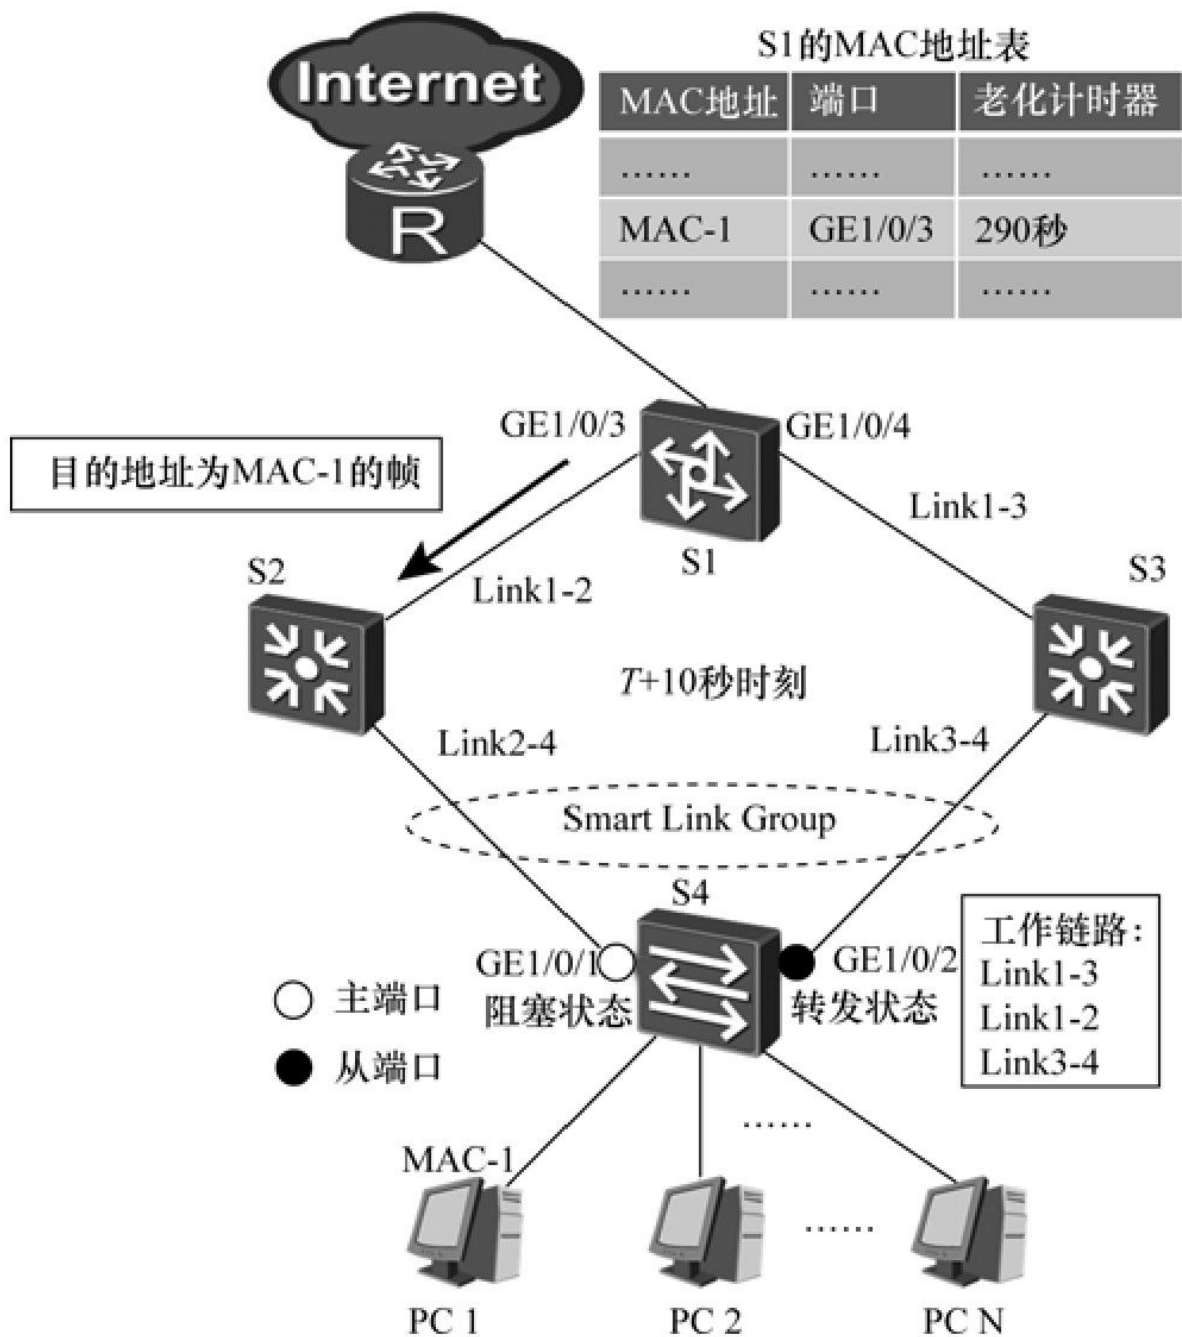 Internet
R
S1的MAC地址表
MAC地址 端口 老化计时器
…… …… ……
MAC-1 GE1/0/3 290秒
…… …… ……
GE1/0/3
GE1/0/4
目的地址为MAC-1的帧
Link1-3
S1
S2
S3
Link1-2
T+10秒时刻
Link2-4
Link3-4
Smart Link Group
S4
GE1/0/1
阻塞状态
GE1/0/2
转发状态
工作链路：
Link1-3
Link1-2
Link3-4
主端口
从端口
……
MAC-1
……
PC 1
PC 2
PC N